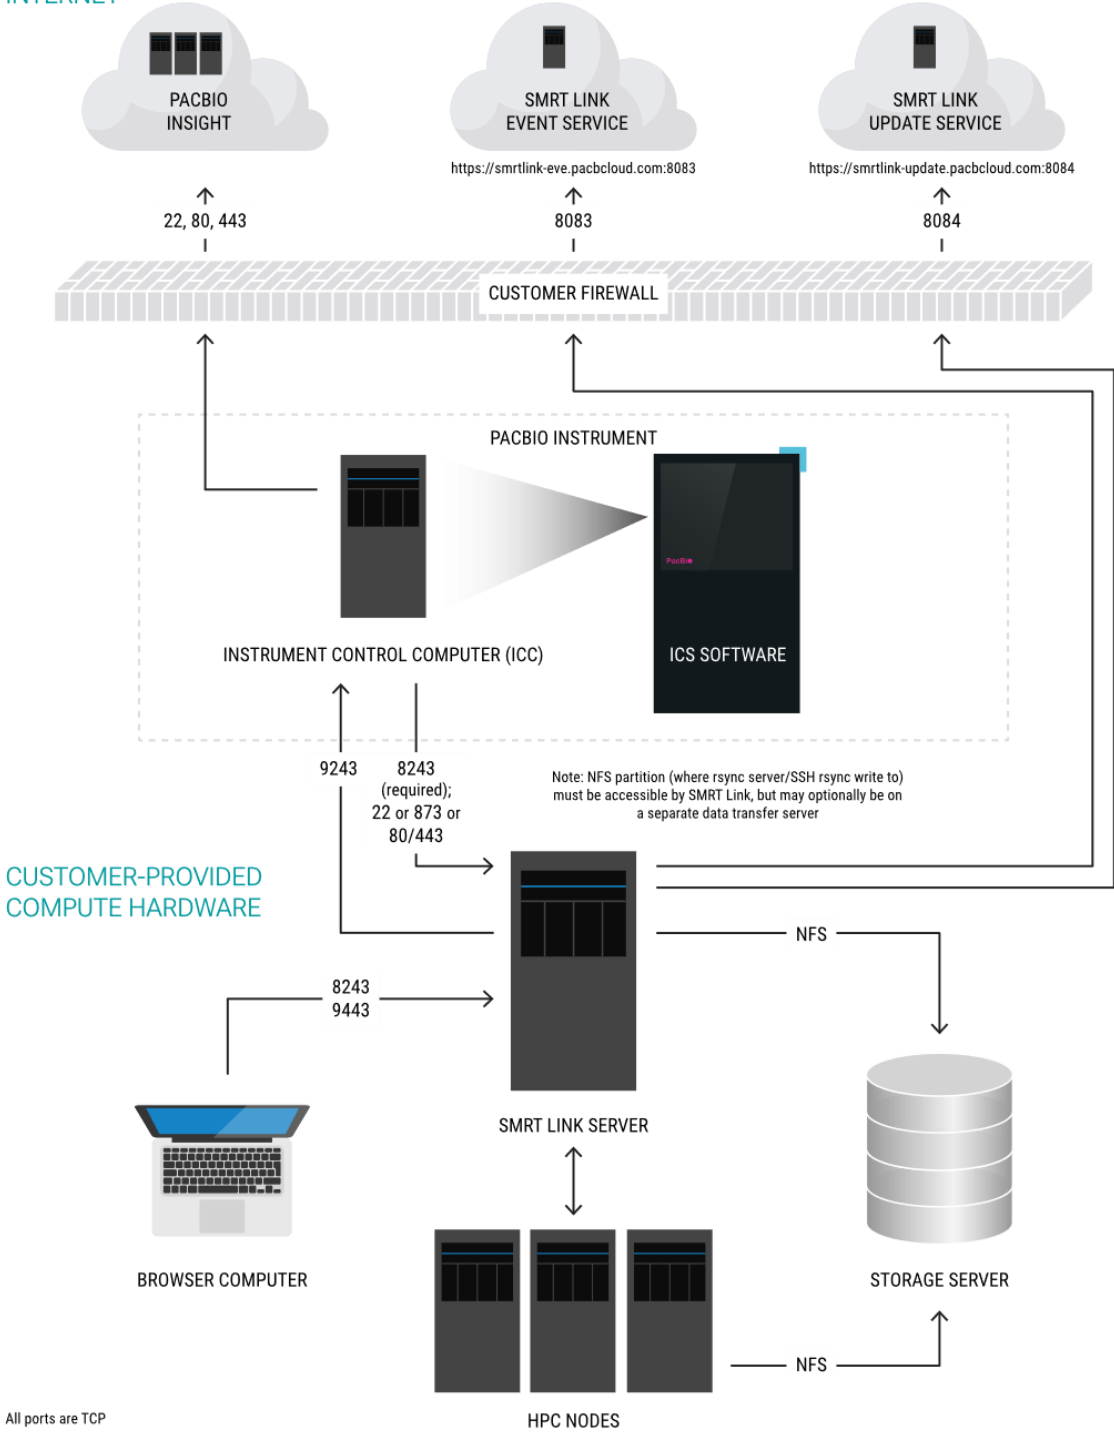 INTERNET
PACBIO
INSIGHT
SMRT LINK
EVENT SERVICE
SMRT LINK
UPDATE SERVICE
https://smrtlink-eve.pacbcloud.com:8083
https://smrtlink-update.pacbcloud.com:8084
22, 80, 443
8083
8084
CUSTOMER FIREWALL
PACBIO INSTRUMENT
PacBio
INSTRUMENT CONTROL COMPUTER (ICC)
ICS SOFTWARE
9243
8243
(required);
22 or 873 or
80/443
Note: NFS partition (where rsync server/SSH rsync write to)
must be accessible by SMRT Link, but may optionally be on
a separate data transfer server
CUSTOMER-PROVIDED
COMPUTE HARDWARE
NFS
8243
9443
SMRT LINK SERVER
BROWSER COMPUTER
STORAGE SERVER
NFS
HPC NODES
All ports are TCP